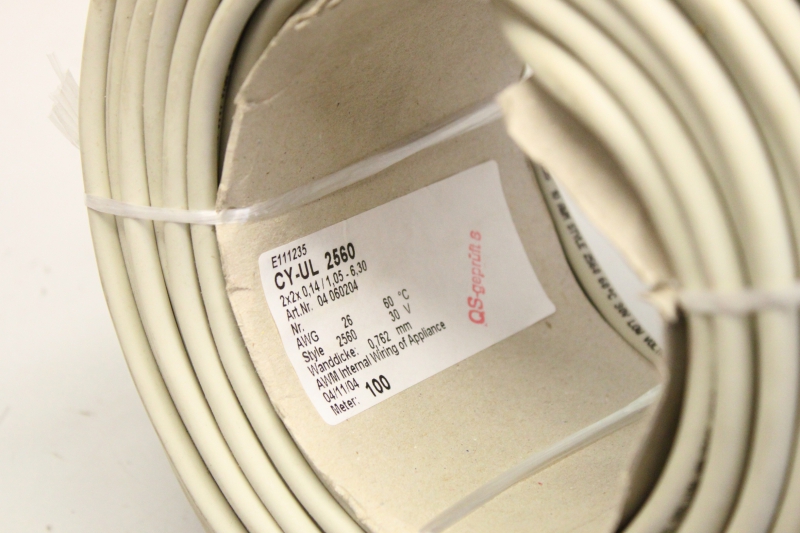 E111235
CY-UL 2560
2x2x 0,14 / 1,05 - 6,30
Art.Nr. 04 060204
Nr.
AWG 26 60 °C
Style 2560 30 V
Wanddicke: 0,762 mm
AWM Internal Wiring of Appliance
04/11/04
Meter: 100
QS-geprüft 8